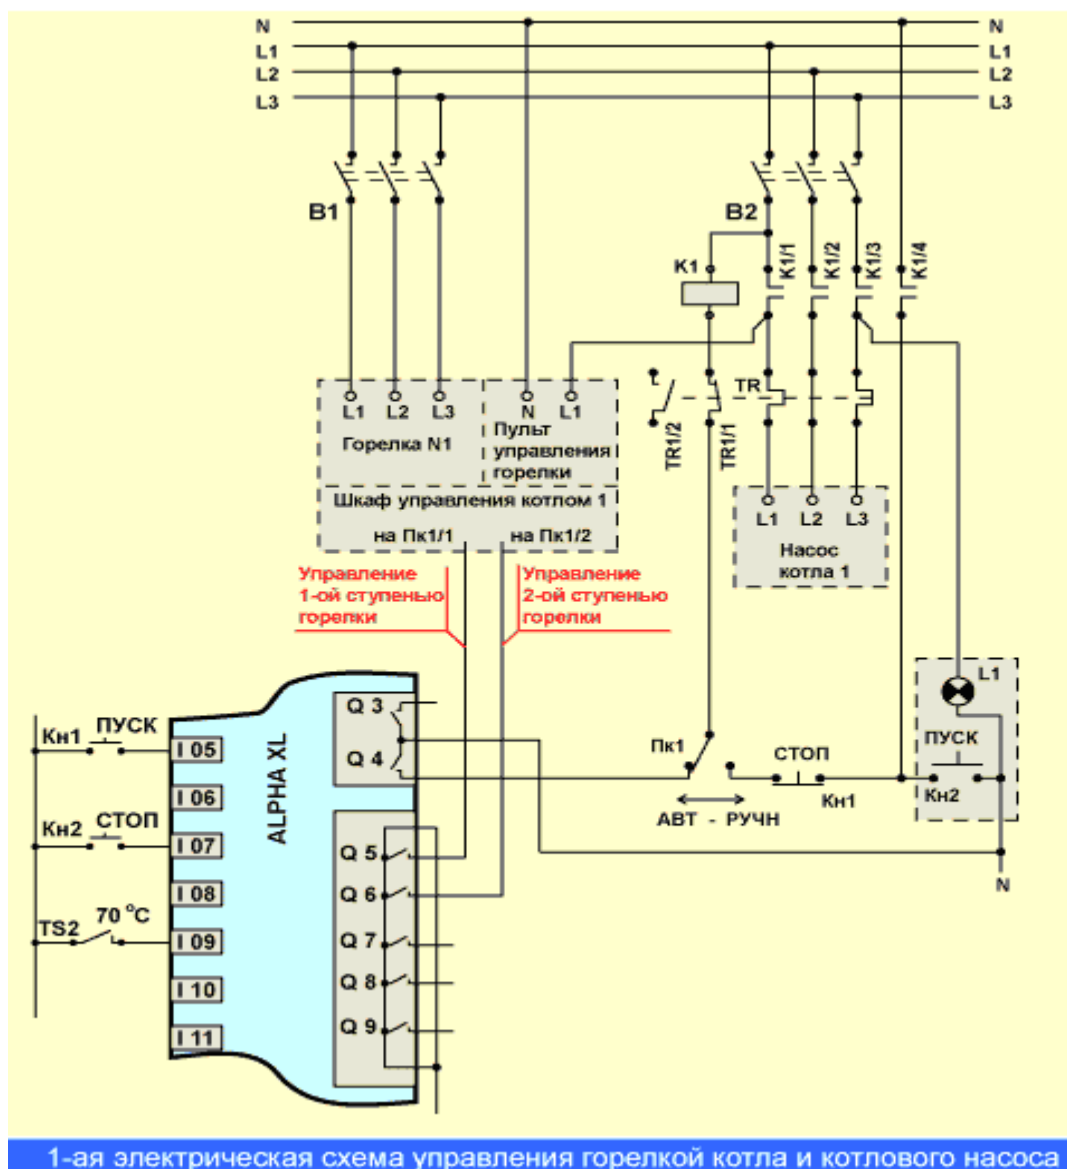 N N
L1 L1
L2 L2
L3 L3
B1 B2
K1 K1/1 K1/2 K1/3 K1/4
L1 L2 L3 N L1
Горелка N1
Пульт
управления
горелки
Шкаф управления котлом 1
на Пк1/1 на Пк1/2
TR TR1/2 TR1/1
L1 L2 L3
Насос
котла 1
Управление
1-ой ступенью
горелки
Управление
2-ой ступенью
горелки
ALPHA XL
Кн1 ПУСК I 05
I 06
Кн2 СТОП I 07
I 08
TS2 70 °C I 09
I 10
I 11
Q 3
Q 4
Q 5
Q 6
Q 7
Q 8
Q 9
Пк1
АВТ - РУЧН
СТОП
Кн1
L1
ПУСК
Кн2
N
1-ая электрическая схема управления горелкой котла и котлового насоса